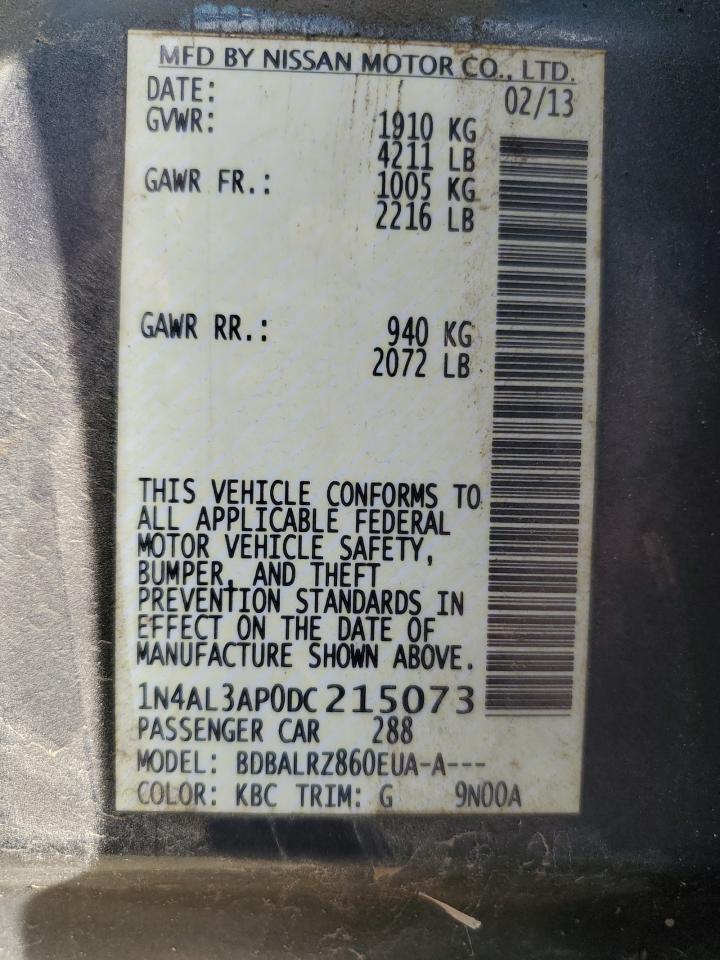 MFD BY NISSAN MOTOR CO., LTD.
DATE: 02/13
GVWR: 1910 KG
4211 LB
GAWR FR.: 1005 KG
2216 LB
GAWR RR.: 940 KG
2072 LB
THIS VEHICLE CONFORMS TO
ALL APPLICABLE FEDERAL
MOTOR VEHICLE SAFETY,
BUMPER, AND THEFT
PREVENTION STANDARDS IN
EFFECT ON THE DATE OF
MANUFACTURE SHOWN ABOVE.
1N4AL3AP0DC215073
PASSENGER CAR 288
MODEL: BDBALRZ860EUA-A---
COLOR: KBC TRIM: G 9N00A